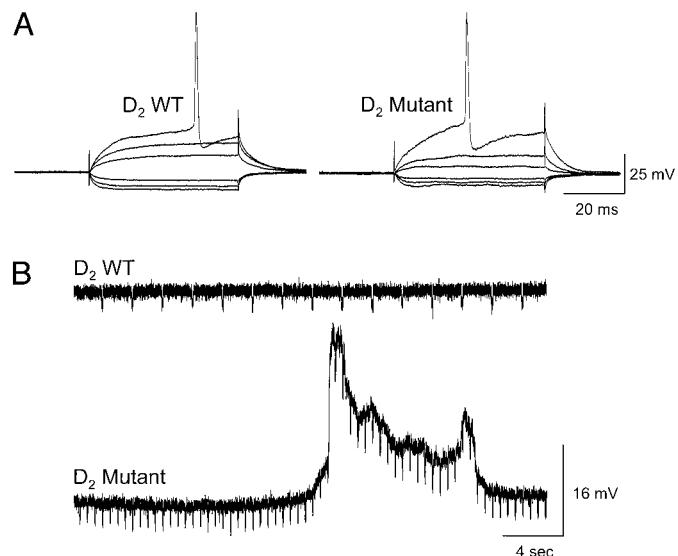 A
D₂ WT
D₂ Mutant
25 mV
20 ms
B
D₂ WT
D₂ Mutant
16 mV
4 sec